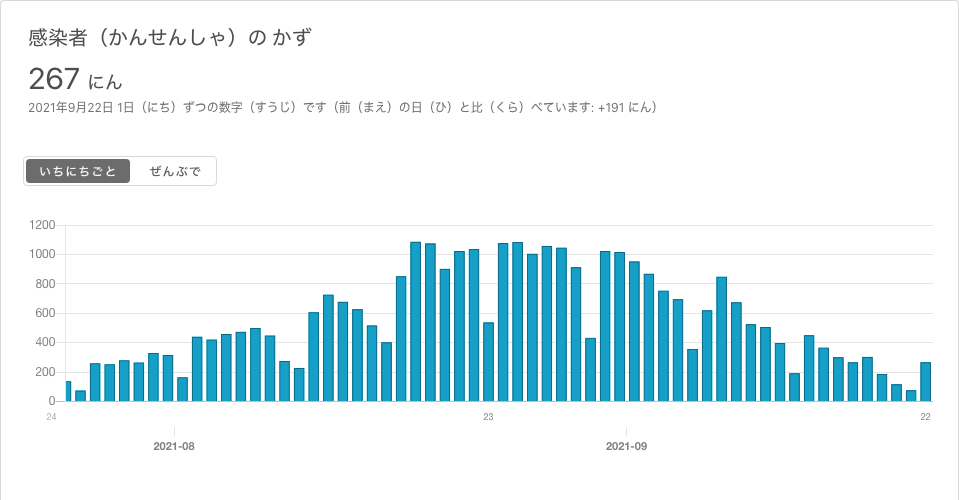 感染者（かんせんしゃ）の かず
267 にん
2021年9月22日 1日（にち）ずつの数字（すうじ）です（前（まえ）の日（ひ）と比（くら）べています: +191 にん）
いちにちごと ぜんぶで
1200
1000
800
600
400
200
0
24 23 22
2021-08 2021-09